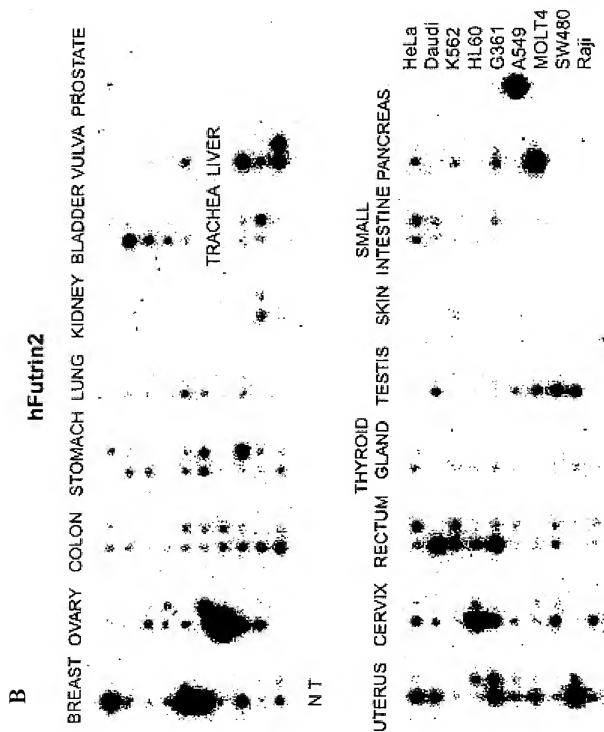 B
hFutrin2
BREAST OVARY COLON STOMACH LUNG KIDNEY BLADDER VULVA PROSTATE
TRACHEA LIVER
N T
UTERUS CERVIX RECTUM THYROID GLAND TESTIS SKIN SMALL INTESTINE PANCREAS
HeLa
Daudi
K562
HL60
G361
A549
MOLT4
SW480
Raji